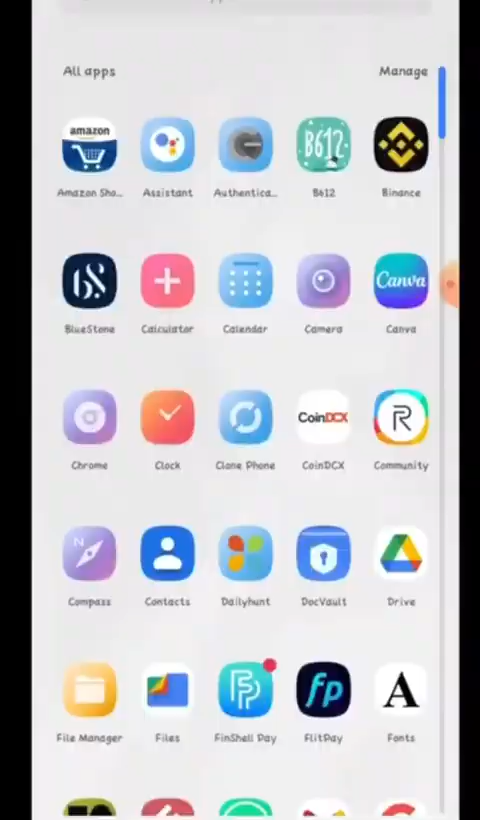 All apps Manage
amazon
B612
Amazon Sho... Assistant Authentica... B612 Binance
Canva
BlueStone Calculator Calendar Camera Canva
CoinDCX
R
Chrome Clock Clone Phone CoinDCX Community
N
Compass Contacts Dailyhunt DocVault Drive
fp
A
File Manager Files FinShell Pay FlitPay Fonts